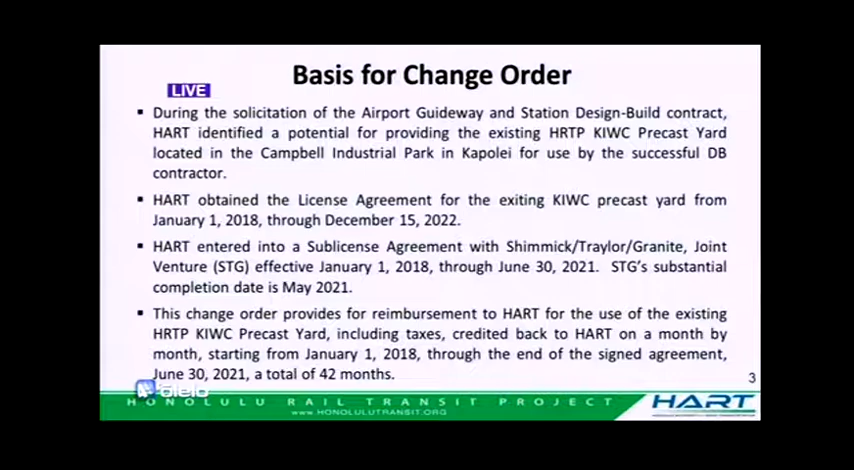 Basis for Change Order
LIVE
▪ During the solicitation of the Airport Guideway and Station Design-Build contract,
HART identified a potential for providing the existing HRTP KIWC Precast Yard
located in the Campbell Industrial Park in Kapolei for use by the successful DB
contractor.
▪ HART obtained the License Agreement for the exiting KIWC precast yard from
January 1, 2018, through December 15, 2022.
▪ HART entered into a Sublicense Agreement with Shimmick/Traylor/Granite, Joint
Venture (STG) effective January 1, 2018, through June 30, 2021. STG's substantial
completion date is May 2021.
▪ This change order provides for reimbursement to HART for the use of the existing
HRTP KIWC Precast Yard, including taxes, credited back to HART on a month by
month, starting from January 1, 2018, through the end of the signed agreement,
June 30, 2021, a total of 42 months.
3
ʻōlelo
HONOLULU RAIL TRANSIT PROJECT
www.HONOLULUTRANSIT.ORG
HART